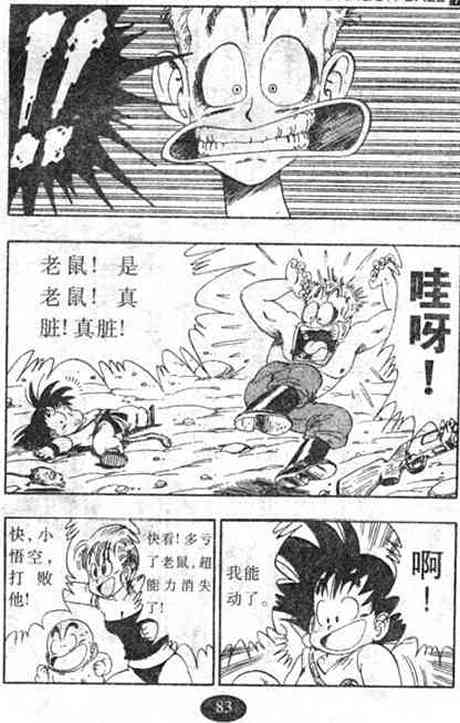 !!
老鼠！是
老鼠！真
脏！真脏！
哇呀！
快，小
悟空，
打败
他！
快看！多亏
了老鼠，超
能力消失
了！
我能
动了。
啊！
83